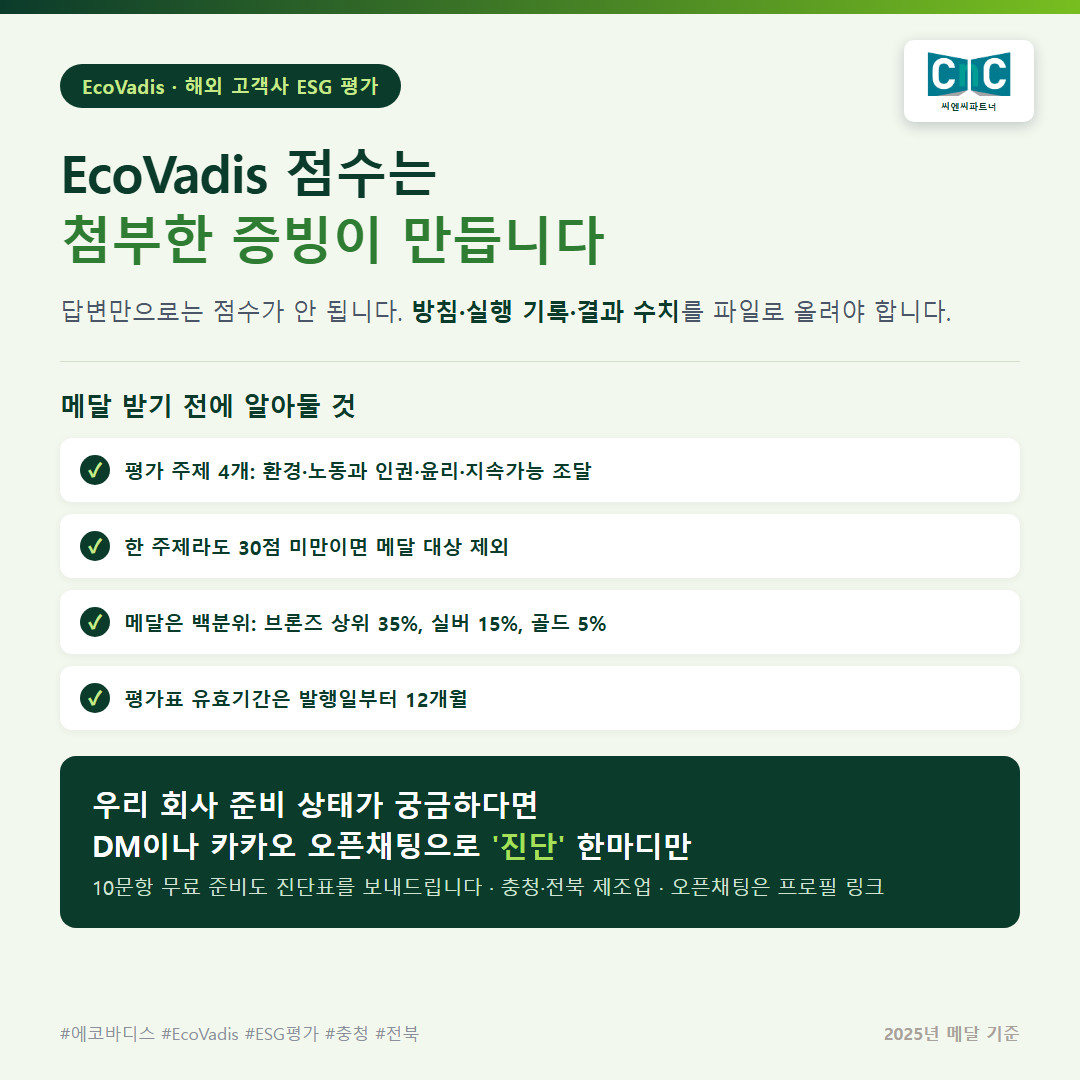 EcoVadis · 해외 고객사 ESG 평가
CnC
씨엔씨파트너
EcoVadis 점수는
첨부한 증빙이 만듭니다
답변만으로는 점수가 안 됩니다. 방침·실행 기록·결과 수치를 파일로 올려야 합니다.
메달 받기 전에 알아둘 것
평가 주제 4개: 환경·노동과 인권·윤리·지속가능 조달
한 주제라도 30점 미만이면 메달 대상 제외
메달은 백분위: 브론즈 상위 35%, 실버 15%, 골드 5%
평가표 유효기간은 발행일부터 12개월
우리 회사 준비 상태가 궁금하다면
DM이나 카카오 오픈채팅으로 '진단' 한마디만
10문항 무료 준비도 진단표를 보내드립니다 · 충청·전북 제조업 · 오픈채팅은 프로필 링크
#에코바디스 #EcoVadis #ESG평가 #충청 #전북
2025년 메달 기준